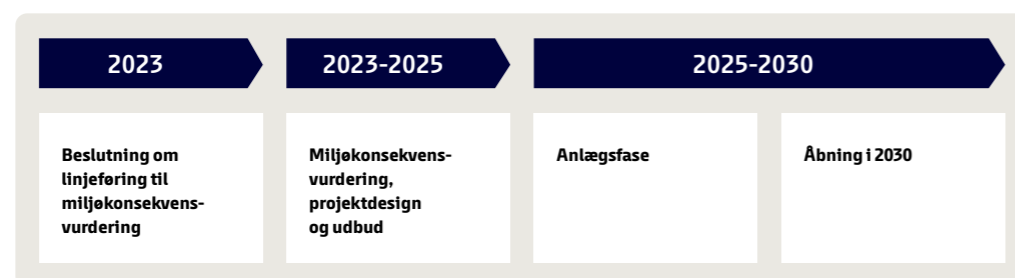 2023
2023-2025
2025-2030
Beslutning om
linjeføring til
miljøkonsekvens-
vurdering
Miljøkonsekvens-
vurdering,
projektdesign
og udbud
Anlægsfase
Åbning i 2030